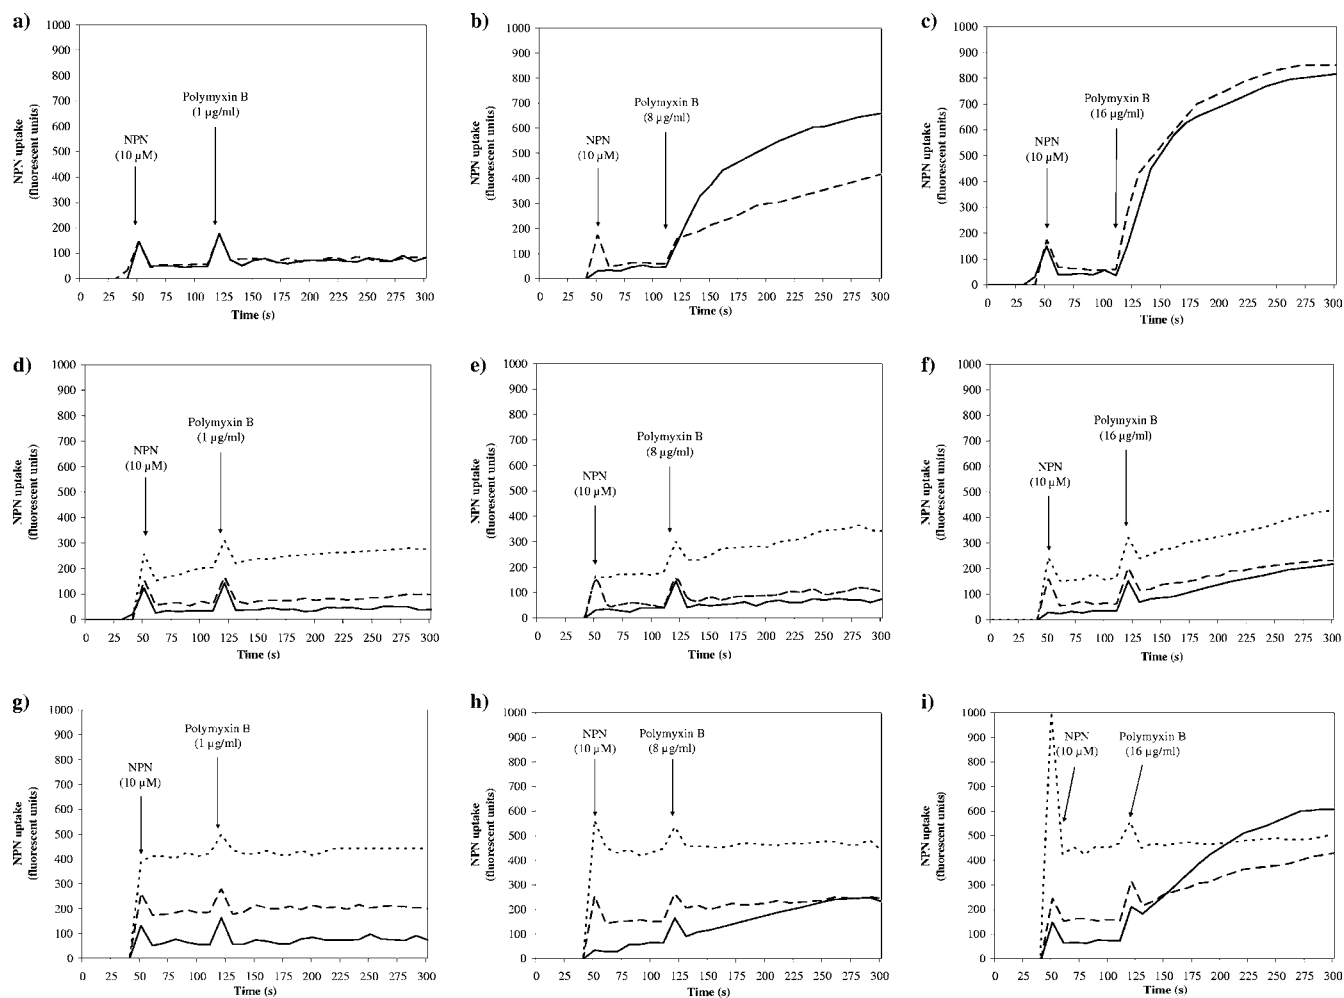 a)
NPN uptake
(fluorescent units)
1000
900
800
700
600
500
400
300
200
100
0
NPN
(10 µM)
Polymyxin B
(1 µg/ml)
0 25 50 75 100 125 150 175 200 225 250 275 300
Time (s)
b)
NPN uptake
(fluorescent units)
1000
900
800
700
600
500
400
300
200
100
0
NPN
(10 µM)
Polymyxin B
(8 µg/ml)
0 25 50 75 100 125 150 175 200 225 250 275 300
Time (s)
c)
NPN uptake
(fluorescent units)
1000
900
800
700
600
500
400
300
200
100
0
NPN
(10 µM)
Polymyxin B
(16 µg/ml)
0 25 50 75 100 125 150 175 200 225 250 275 300
Time (s)
d)
NPN uptake
(fluorescent units)
1000
900
800
700
600
500
400
300
200
100
0
NPN
(10 µM)
Polymyxin B
(1 µg/ml)
0 25 50 75 100 125 150 175 200 225 250 275 300
Time (s)
e)
NPN uptake
(fluorescent units)
1000
900
800
700
600
500
400
300
200
100
0
NPN
(10 µM)
Polymyxin B
(8 µg/ml)
0 25 50 75 100 125 150 175 200 225 250 275 300
Time (s)
f)
NPN uptake
(fluorescent units)
1000
900
800
700
600
500
400
300
200
100
0
NPN
(10 µM)
Polymyxin B
(16 µg/ml)
0 25 50 75 100 125 150 175 200 225 250 275 300
Time (s)
g)
NPN uptake
(fluorescent units)
1000
900
800
700
600
500
400
300
200
100
0
NPN
(10 µM)
Polymyxin B
(1 µg/ml)
0 25 50 75 100 125 150 175 200 225 250 275 300
Time (s)
h)
NPN uptake
(fluorescent units)
1000
900
800
700
600
500
400
300
200
100
0
NPN
(10 µM)
Polymyxin B
(8 µg/ml)
0 25 50 75 100 125 150 175 200 225 250 275 300
Time (s)
i)
NPN uptake
(fluorescent units)
1000
900
800
700
600
500
400
300
200
100
0
NPN
(10 µM)
Polymyxin B
(16 µg/ml)
0 25 50 75 100 125 150 175 200 225 250 275 300
Time (s)